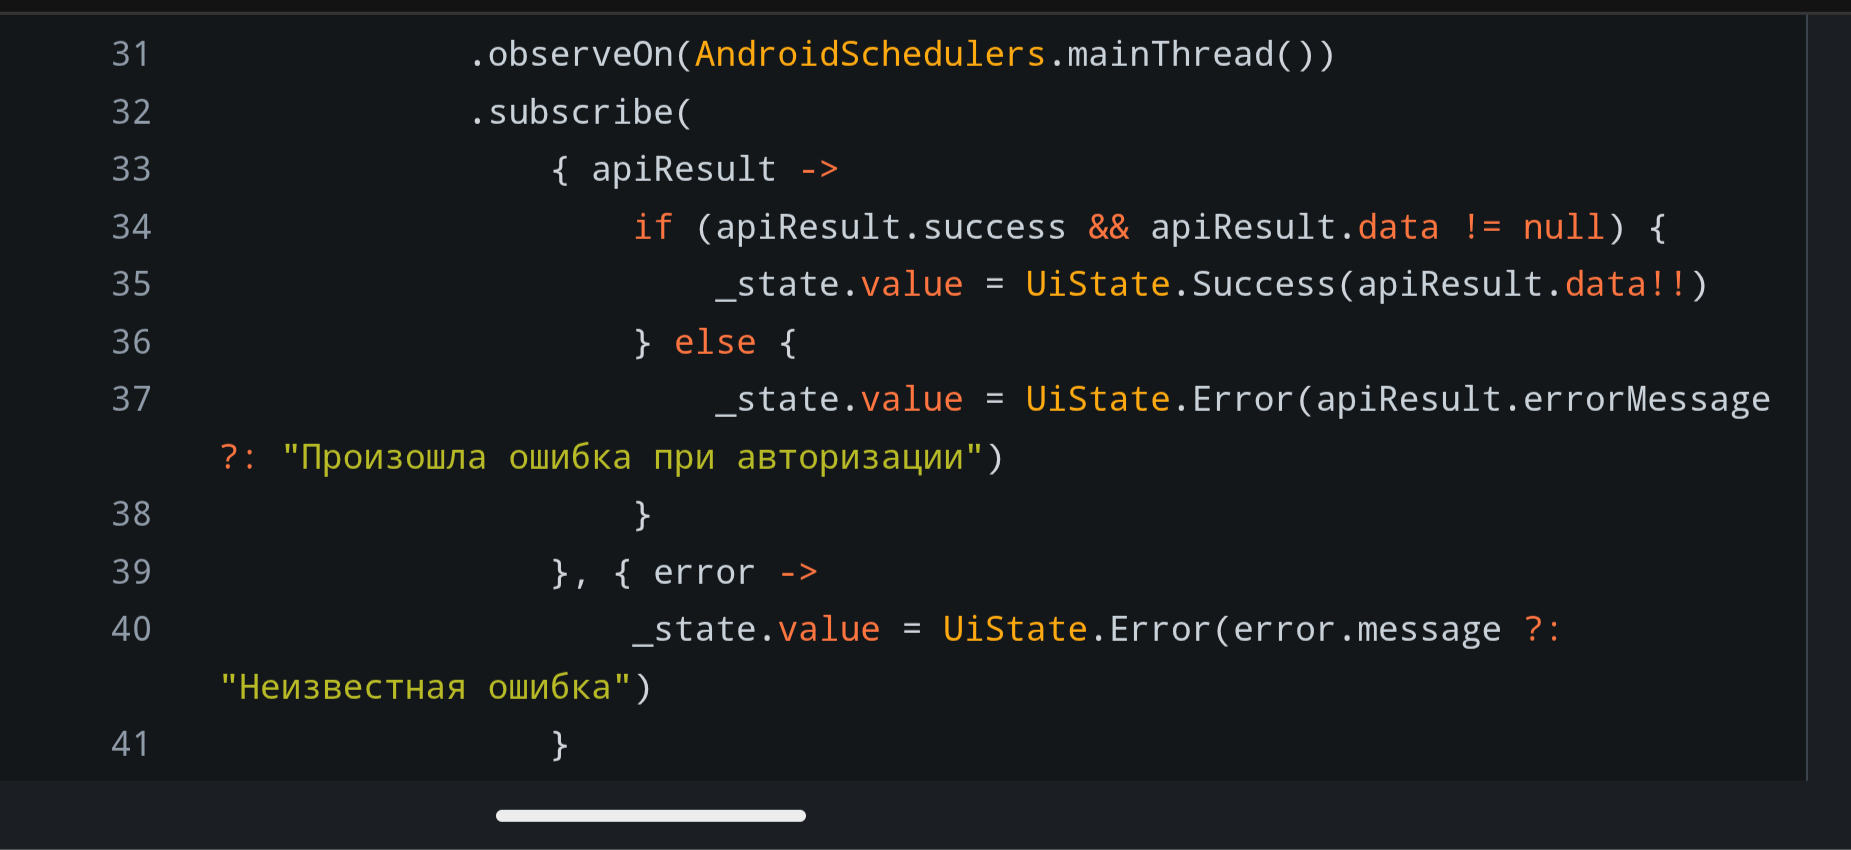 31 .observeOn(AndroidSchedulers.mainThread())
32 .subscribe(
33 { apiResult ->
34 if (apiResult.success && apiResult.data != null) {
35 _state.value = UiState.Success(apiResult.data!!)
36 } else {
37 _state.value = UiState.Error(apiResult.errorMessage
?: "Произошла ошибка при авторизации")
38 }
39 }, { error ->
40 _state.value = UiState.Error(error.message ?:
"Неизвестная ошибка")
41 }